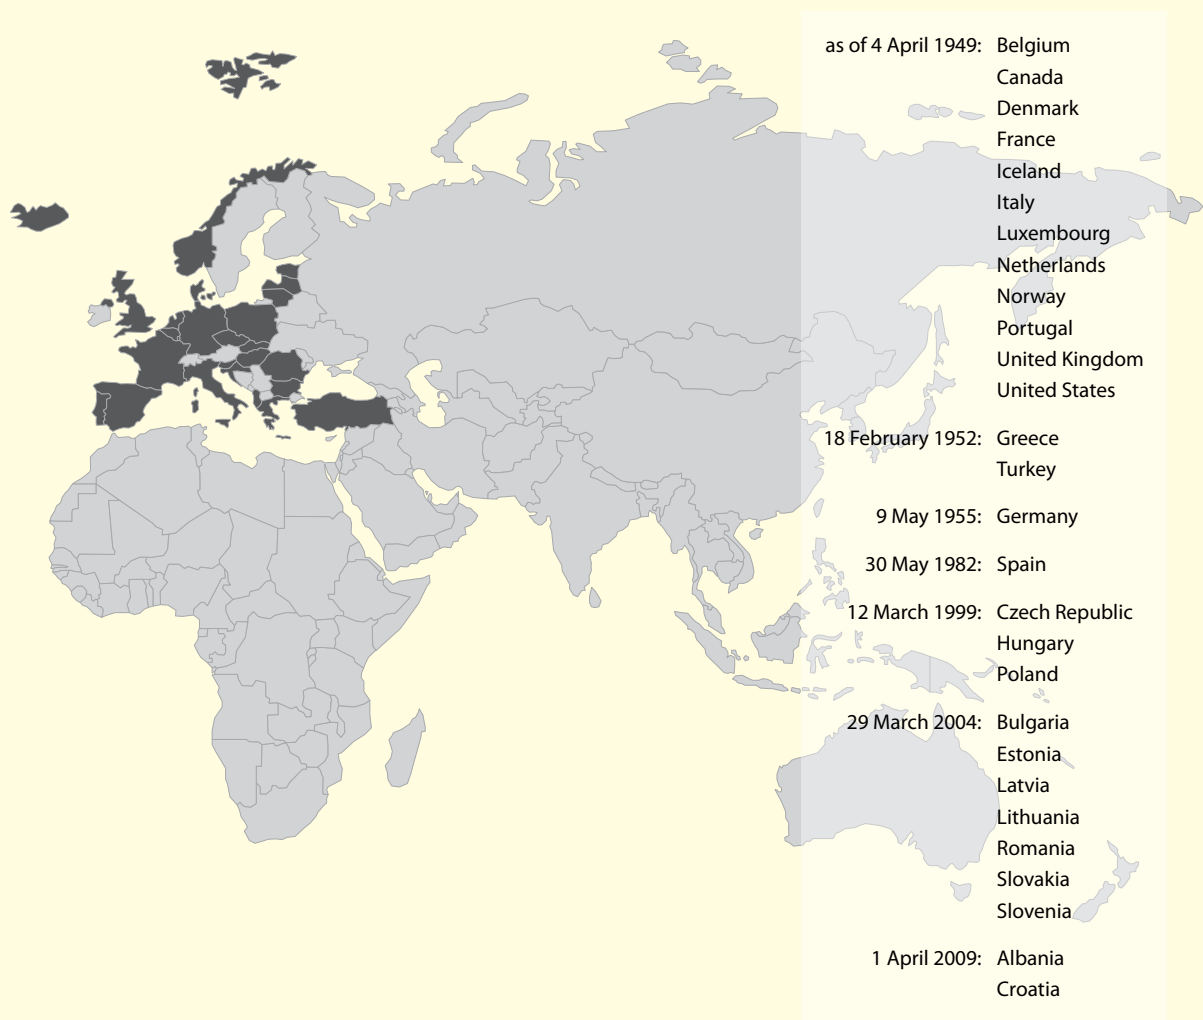 as of 4 April 1949: Belgium
Canada
Denmark
France
Iceland
Italy
Luxembourg
Netherlands
Norway
Portugal
United Kingdom
United States
18 February 1952: Greece
Turkey
9 May 1955: Germany
30 May 1982: Spain
12 March 1999: Czech Republic
Hungary
Poland
29 March 2004: Bulgaria
Estonia
Latvia
Lithuania
Romania
Slovakia
Slovenia
1 April 2009: Albania
Croatia